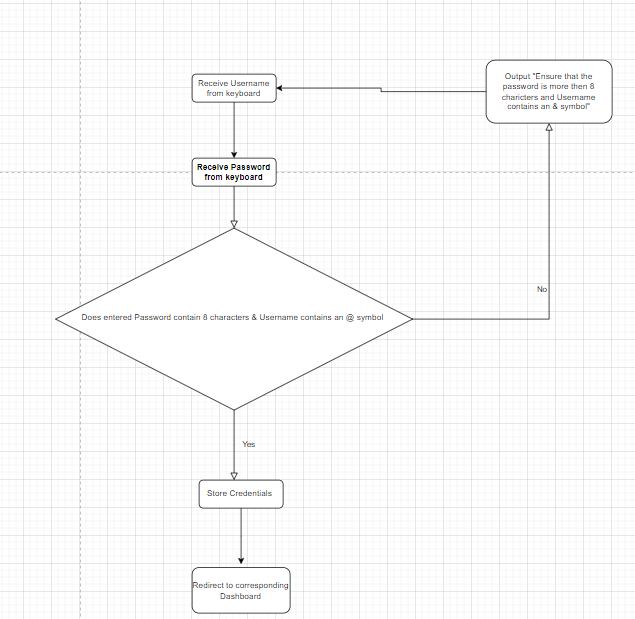 Receive Username
from keyboard
Output "Ensure that the
password is more then 8
charicters and Username
contains an & symbol"
Receive Password
from keyboard
No
Does entered Password contain 8 characters & Username contains an @ symbol
Yes
Store Credentials
Redirect to corresponding
Dashboard